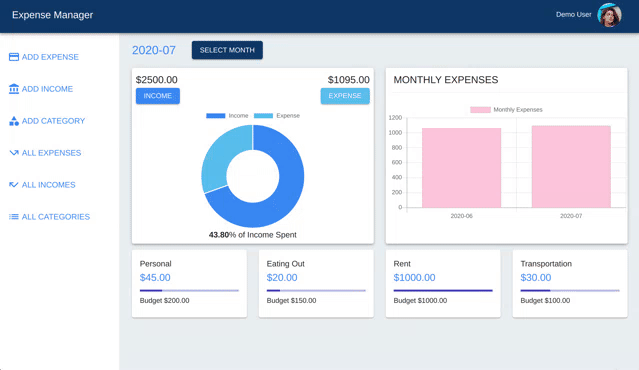 Expense Manager
Demo User
ADD EXPENSE
ADD INCOME
ADD CATEGORY
ALL EXPENSES
ALL INCOMES
ALL CATEGORIES
2020-07 SELECT MONTH
$2500.00 $1095.00
INCOME EXPENSE
Income Expense
43.80% of Income Spent
MONTHLY EXPENSES
Monthly Expenses
1200
1000
800
600
400
200
0
2020-06 2020-07
Personal
$45.00
Budget $200.00
Eating Out
$20.00
Budget $150.00
Rent
$1000.00
Budget $1000.00
Transportation
$30.00
Budget $100.00